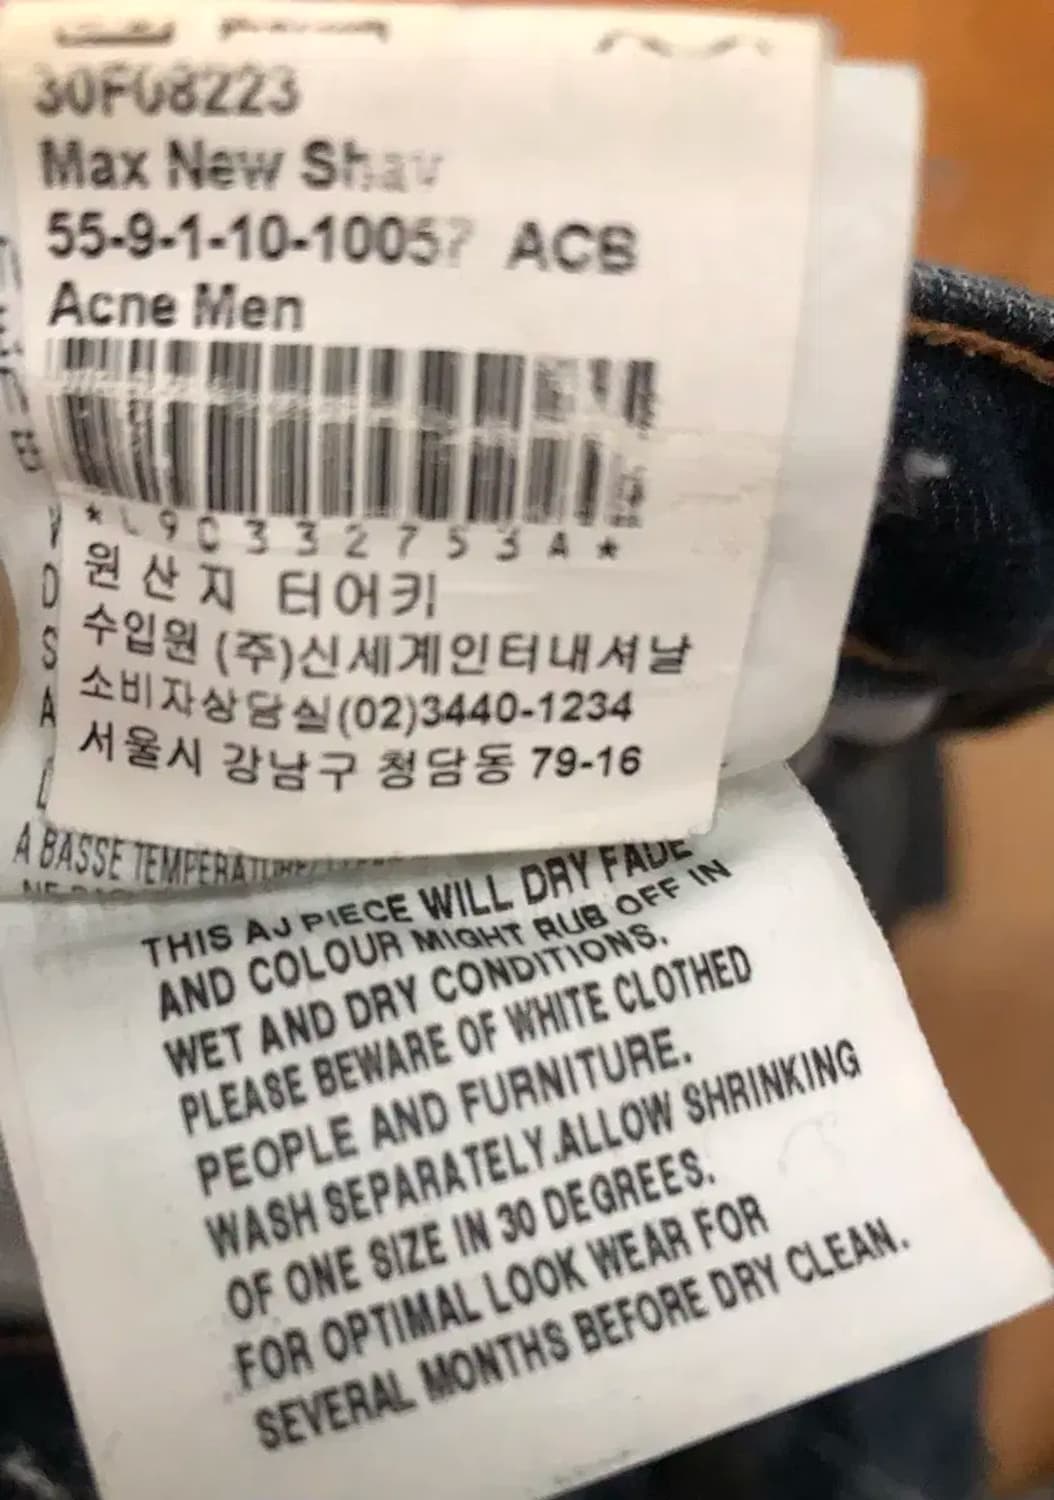 30F08223
Max New
55-9-1-10-10057 ACB
Acne Men
*L90332753A*
원산지 터어키
수입원 (주)신세계인터내셔날
소비자상담실(02)3440-1234
서울시 강남구 청담동 79-16
A BASSE TEMPERATURE
THIS AJ PIECE WILL DRY FADE
AND COLOUR MIGHT RUB OFF IN
WET AND DRY CONDITIONS.
PLEASE BEWARE OF WHITE CLOTHED
PEOPLE AND FURNITURE.
WASH SEPARATELY.ALLOW SHRINKING
OF ONE SIZE IN 30 DEGREES.
FOR OPTIMAL LOOK WEAR FOR
SEVERAL MONTHS BEFORE DRY CLEAN.